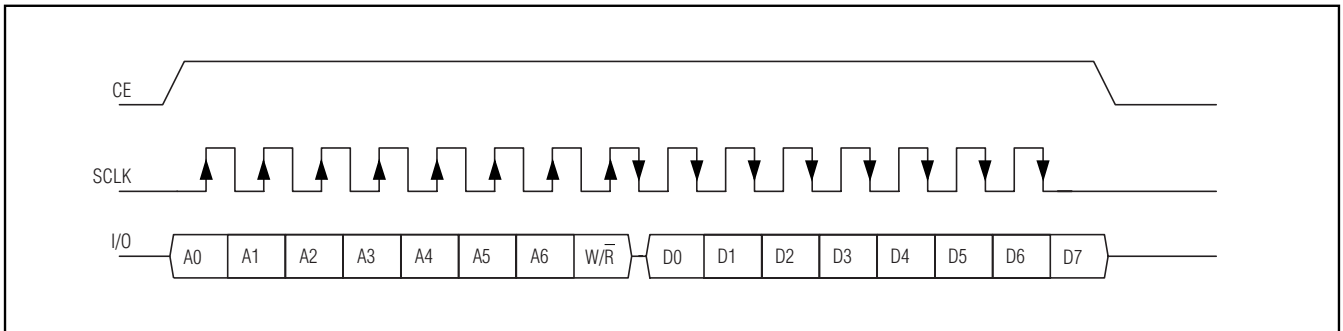 CE
SCLK
I/O A0 A1 A2 A3 A4 A5 A6 W/R̅ D0 D1 D2 D3 D4 D5 D6 D7